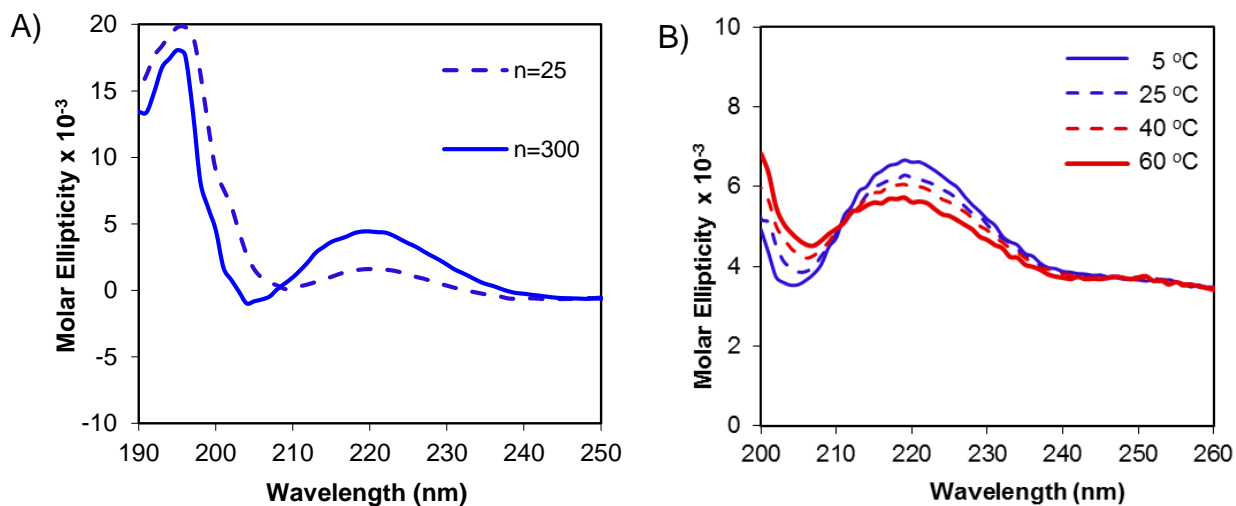 A)
20
15
10
5
0
-5
-10
190 200 210 220 230 240 250
Wavelength (nm)
Molar Ellipticity x 10⁻³
n=25
n=300
B)
10
8
6
4
2
0
200 210 220 230 240 250 260
Wavelength (nm)
Molar Ellipticity x 10⁻³
5 ºC
25 ºC
40 ºC
60 ºC